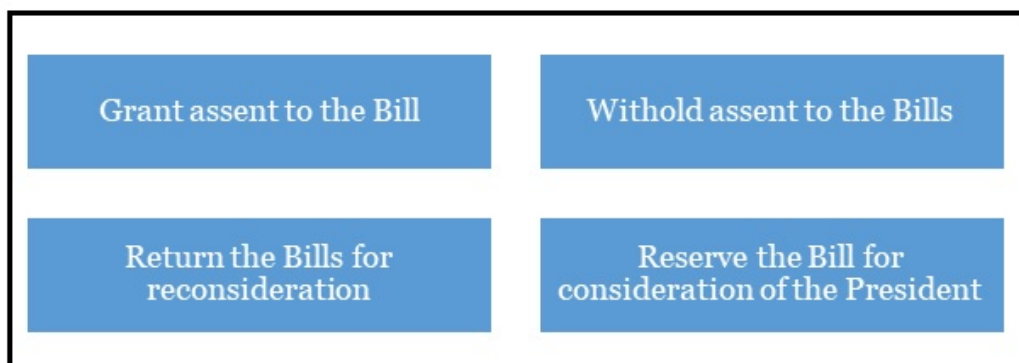 Grant assent to the Bill
Withold assent to the Bills
Return the Bills for
reconsideration
Reserve the Bill for
consideration of the President